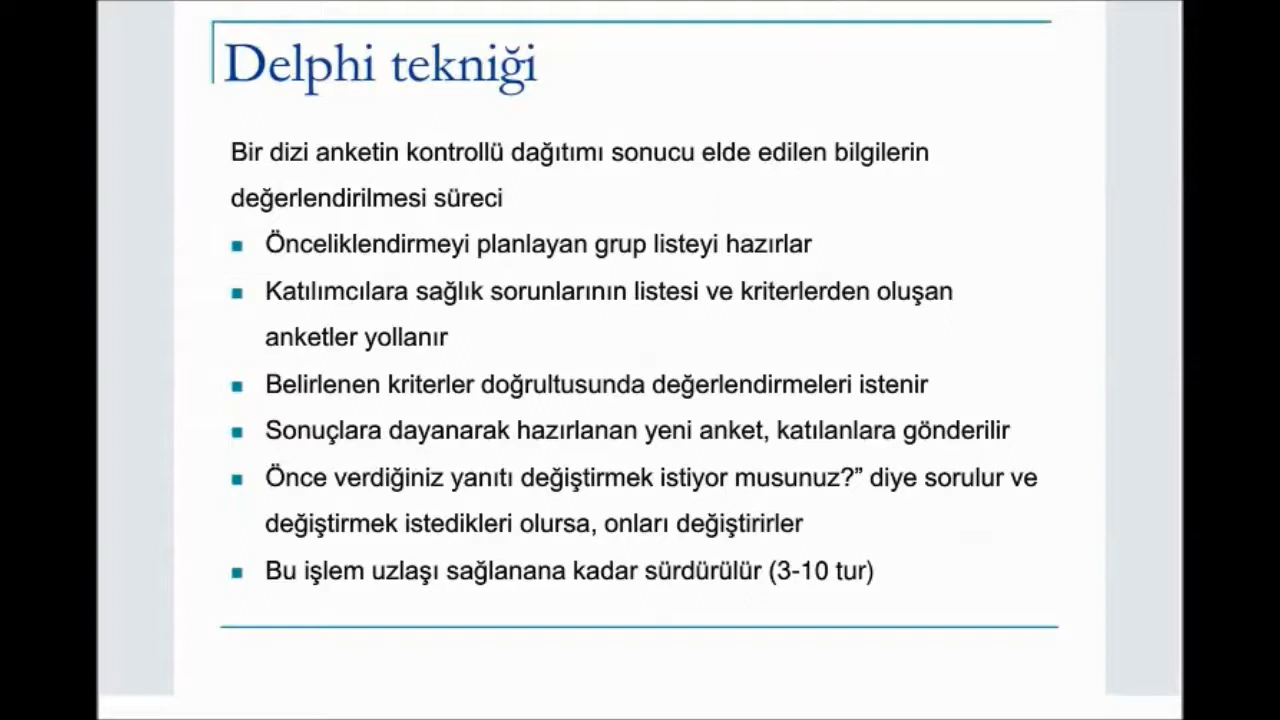 Delphi tekniği
Bir dizi anketin kontrollü dağıtımı sonucu elde edilen bilgilerin
değerlendirilmesi süreci
Önceliklendirmeyi planlayan grup listeyi hazırlar
Katılımcılara sağlık sorunlarının listesi ve kriterlerden oluşan
anketler yollanır
Belirlenen kriterler doğrultusunda değerlendirmeleri istenir
Sonuçlara dayanarak hazırlanan yeni anket, katılanlara gönderilir
Önce verdiğiniz yanıtı değiştirmek istiyor musunuz?” diye sorulur ve
değiştirmek istedikleri olursa, onları değiştirirler
Bu işlem uzlaşı sağlanana kadar sürdürülür (3-10 tur)